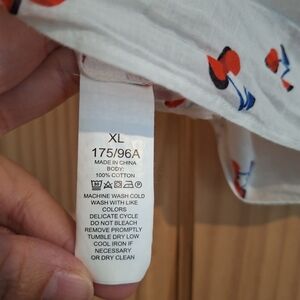 XL
175/96A
MADE IN CHINA
BODY:
100% COTTON
MACHINE WASH COLD
WASH WITH LIKE
COLORS
DELICATE CYCLE
DO NOT BLEACH
REMOVE PROMPTLY
TUMBLE DRY LOW
COOL IRON IF
NECESSARY
OR DRY CLEAN